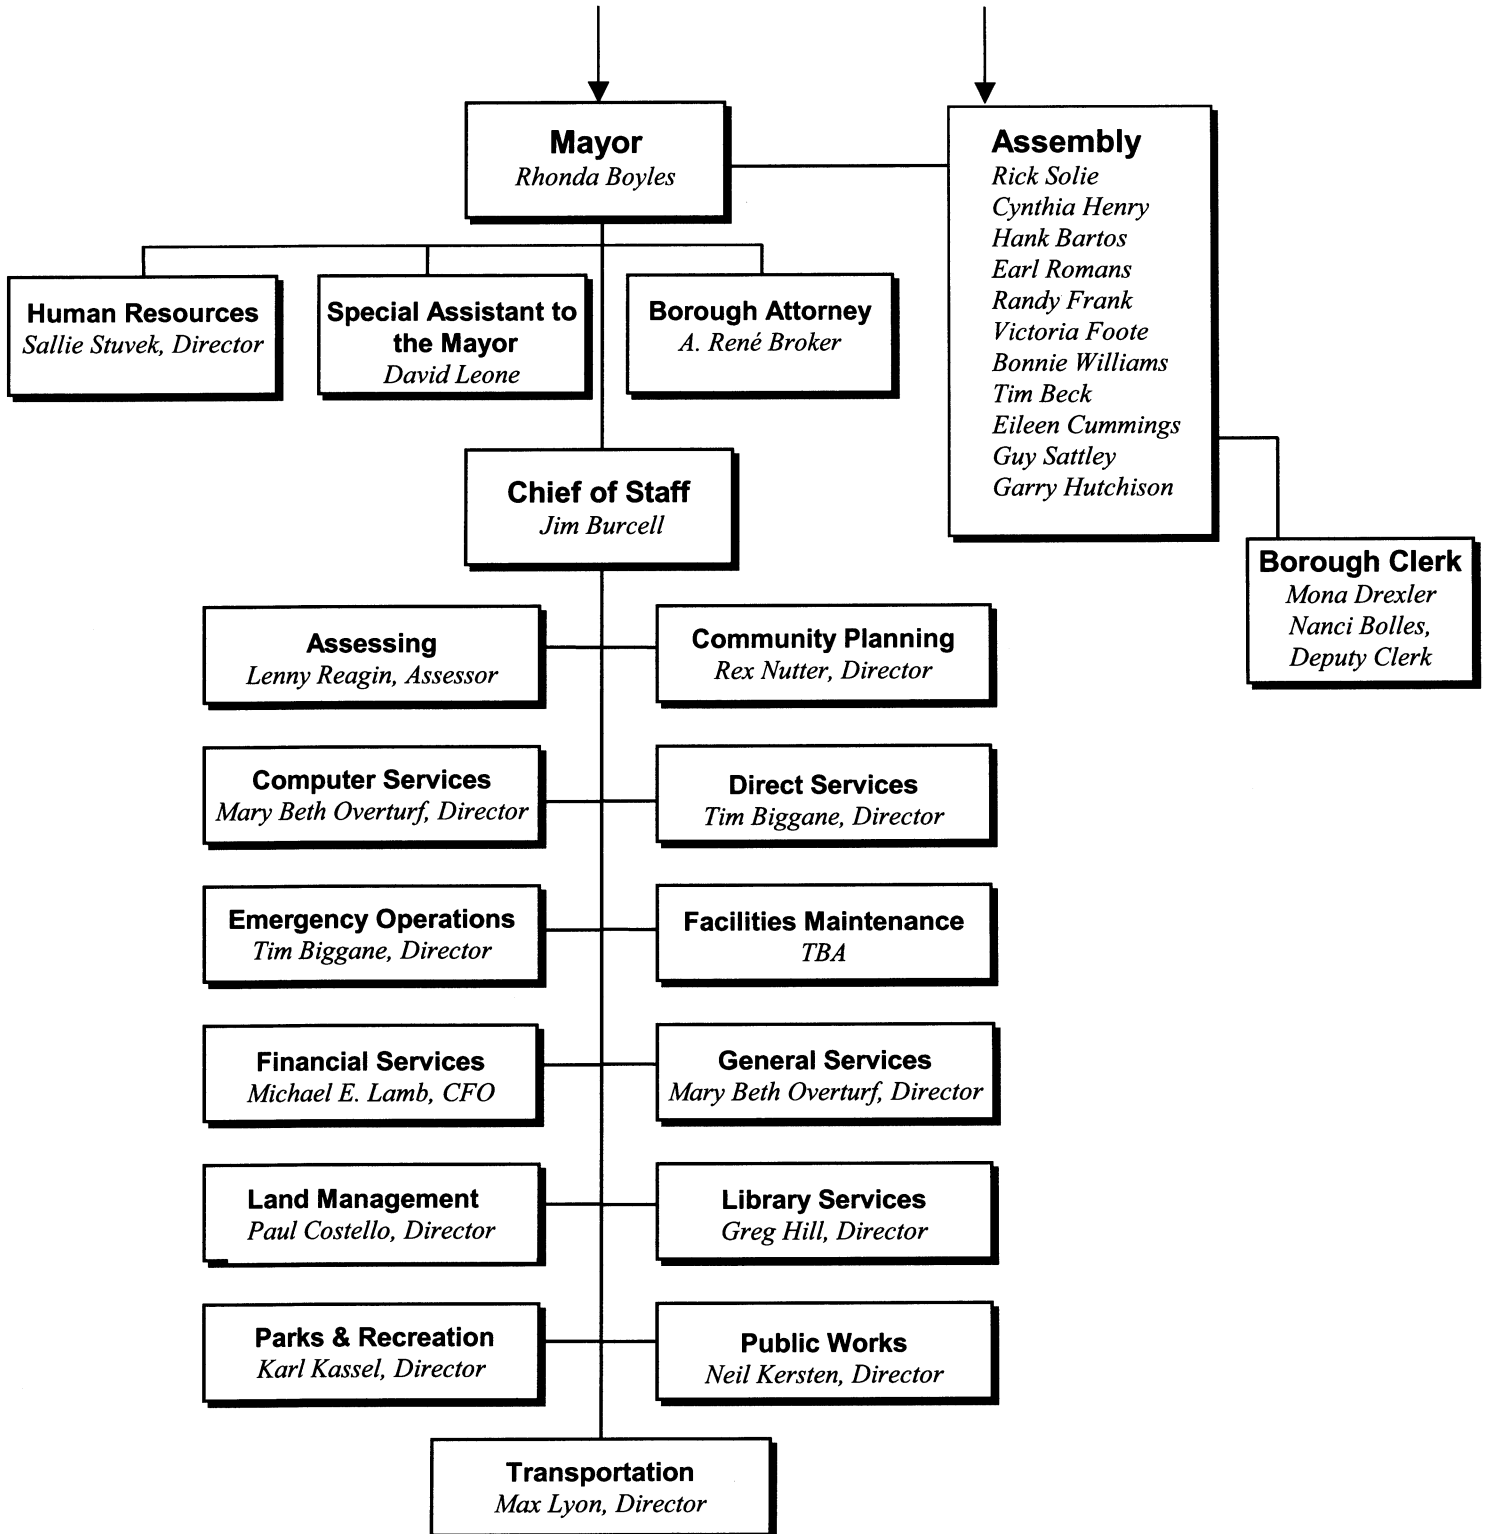 Mayor
Rhonda Boyles
Assembly
Rick Solie
Cynthia Henry
Hank Bartos
Earl Romans
Randy Frank
Victoria Foote
Bonnie Williams
Tim Beck
Eileen Cummings
Guy Sattley
Garry Hutchison
Human Resources
Sallie Stuvek, Director
Special Assistant to
the Mayor
David Leone
Borough Attorney
A. René Broker
Chief of Staff
Jim Burcell
Borough Clerk
Mona Drexler
Nanci Bolles,
Deputy Clerk
Assessing
Lenny Reagin, Assessor
Community Planning
Rex Nutter, Director
Computer Services
Mary Beth Overturf, Director
Direct Services
Tim Biggane, Director
Emergency Operations
Tim Biggane, Director
Facilities Maintenance
TBA
Financial Services
Michael E. Lamb, CFO
General Services
Mary Beth Overturf, Director
Land Management
Paul Costello, Director
Library Services
Greg Hill, Director
Parks & Recreation
Karl Kassel, Director
Public Works
Neil Kersten, Director
Transportation
Max Lyon, Director